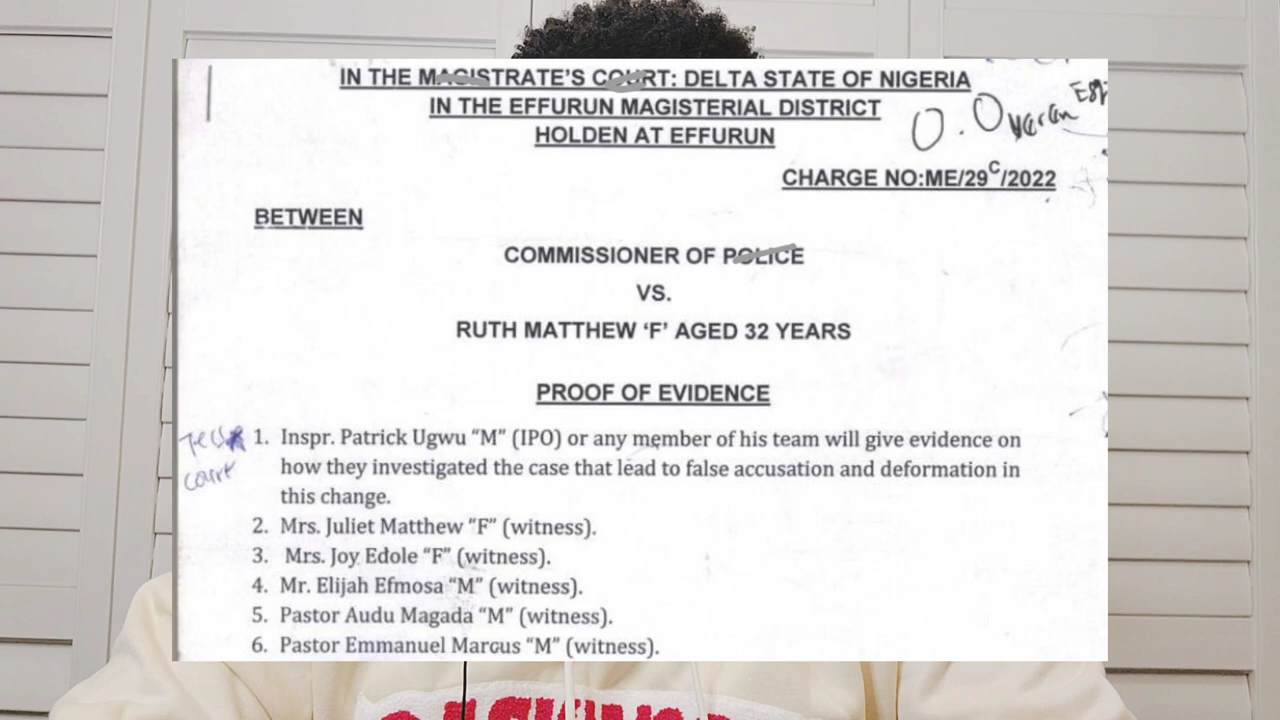 IN THE MAGISTRATE'S COURT: DELTA STATE OF NIGERIA
IN THE EFFURUN MAGISTERIAL DISTRICT
HOLDEN AT EFFURUN
CHARGE NO:ME/29ᶜ/2022
BETWEEN
COMMISSIONER OF POLICE
VS.
RUTH MATTHEW ‘F’ AGED 32 YEARS
PROOF OF EVIDENCE
1. Inspr. Patrick Ugwu “M” (IPO) or any member of his team will give evidence on
how they investigated the case that lead to false accusation and deformation in
this change.
court
2. Mrs. Juliet Matthew “F” (witness).
3. Mrs. Joy Edole “F” (witness).
4. Mr. Elijah Efmosa “M” (witness).
5. Pastor Audu Magada “M” (witness).
6. Pastor Emmanuel Marcus “M” (witness).